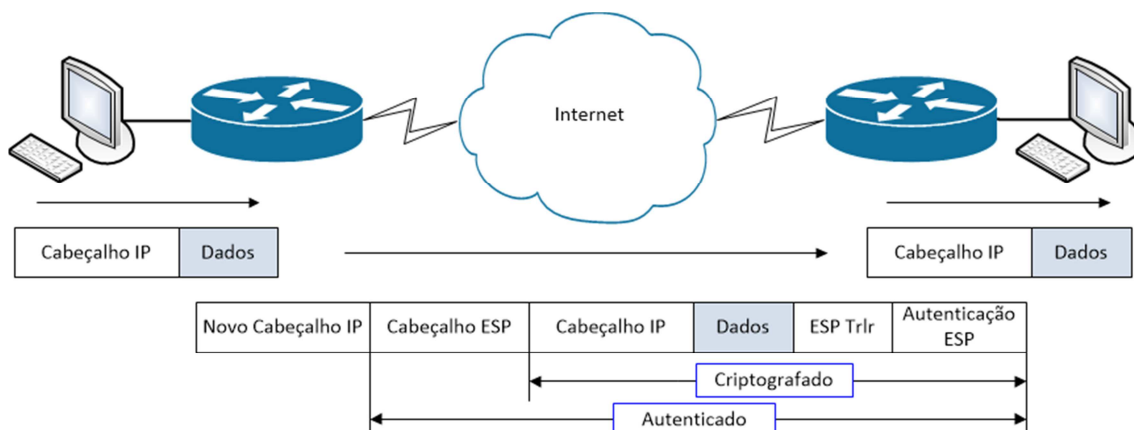 Internet
Cabeçalho IP
Dados
Cabeçalho IP
Dados
Novo Cabeçalho IP
Cabeçalho ESP
Cabeçalho IP
Dados
ESP Trlr
Autenticação
ESP
Criptografado
Autenticado